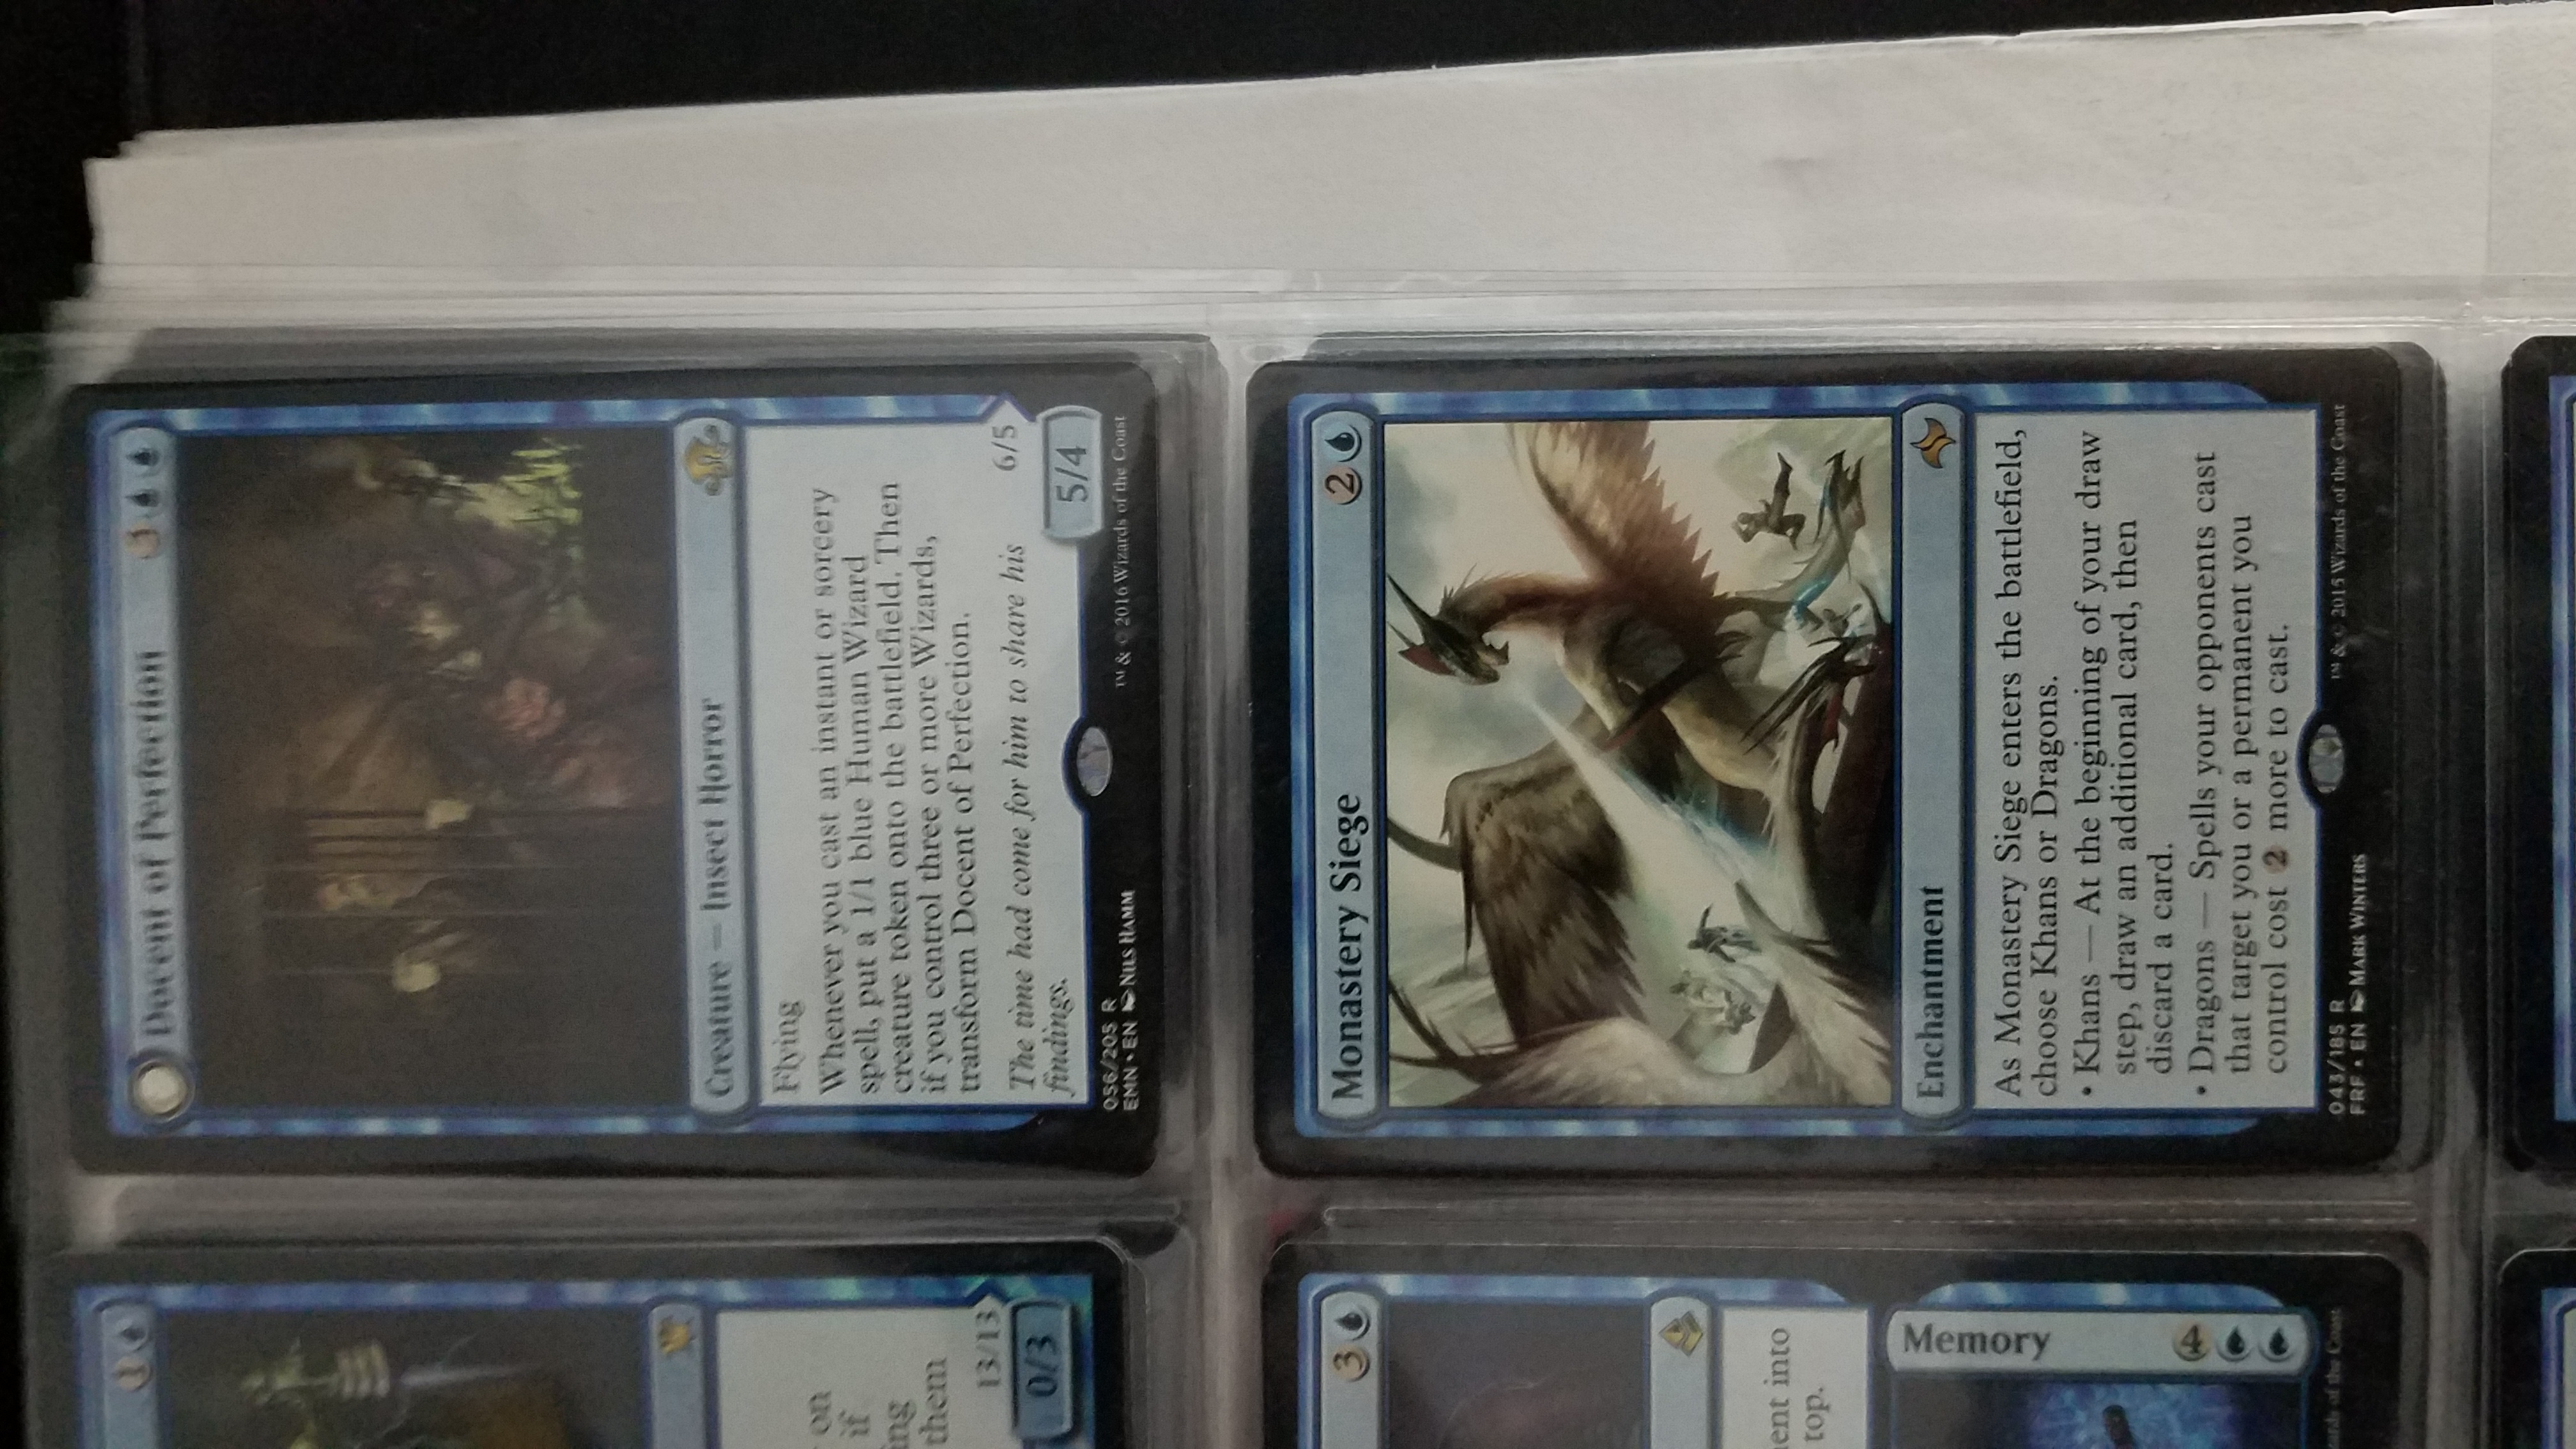 1
on
if
ing
them
13/13
0/3
Docent of Perfection 3
Creature — Insect Horror
Flying
Whenever you cast an instant or sorcery
spell, put a 1/1 blue Human Wizard
creature token onto the battlefield. Then
if you control three or more Wizards,
transform Docent of Perfection.
The time had come for him to share his
findings.
6/5
5/4
056/205 R
EMN • EN NILS HAMM
™ & © 2016 Wizards of the Coast
3
ent into
top.
Memory 4
of the Coast
Monastery Siege 2
Enchantment
As Monastery Siege enters the battlefield,
choose Khans or Dragons.
• Khans — At the beginning of your draw
step, draw an additional card, then
discard a card.
• Dragons — Spells your opponents cast
that target you or a permanent you
control cost 2 more to cast.
043/185 R
FRF • EN MARK WINTERS
™ & © 2015 Wizards of the Coast